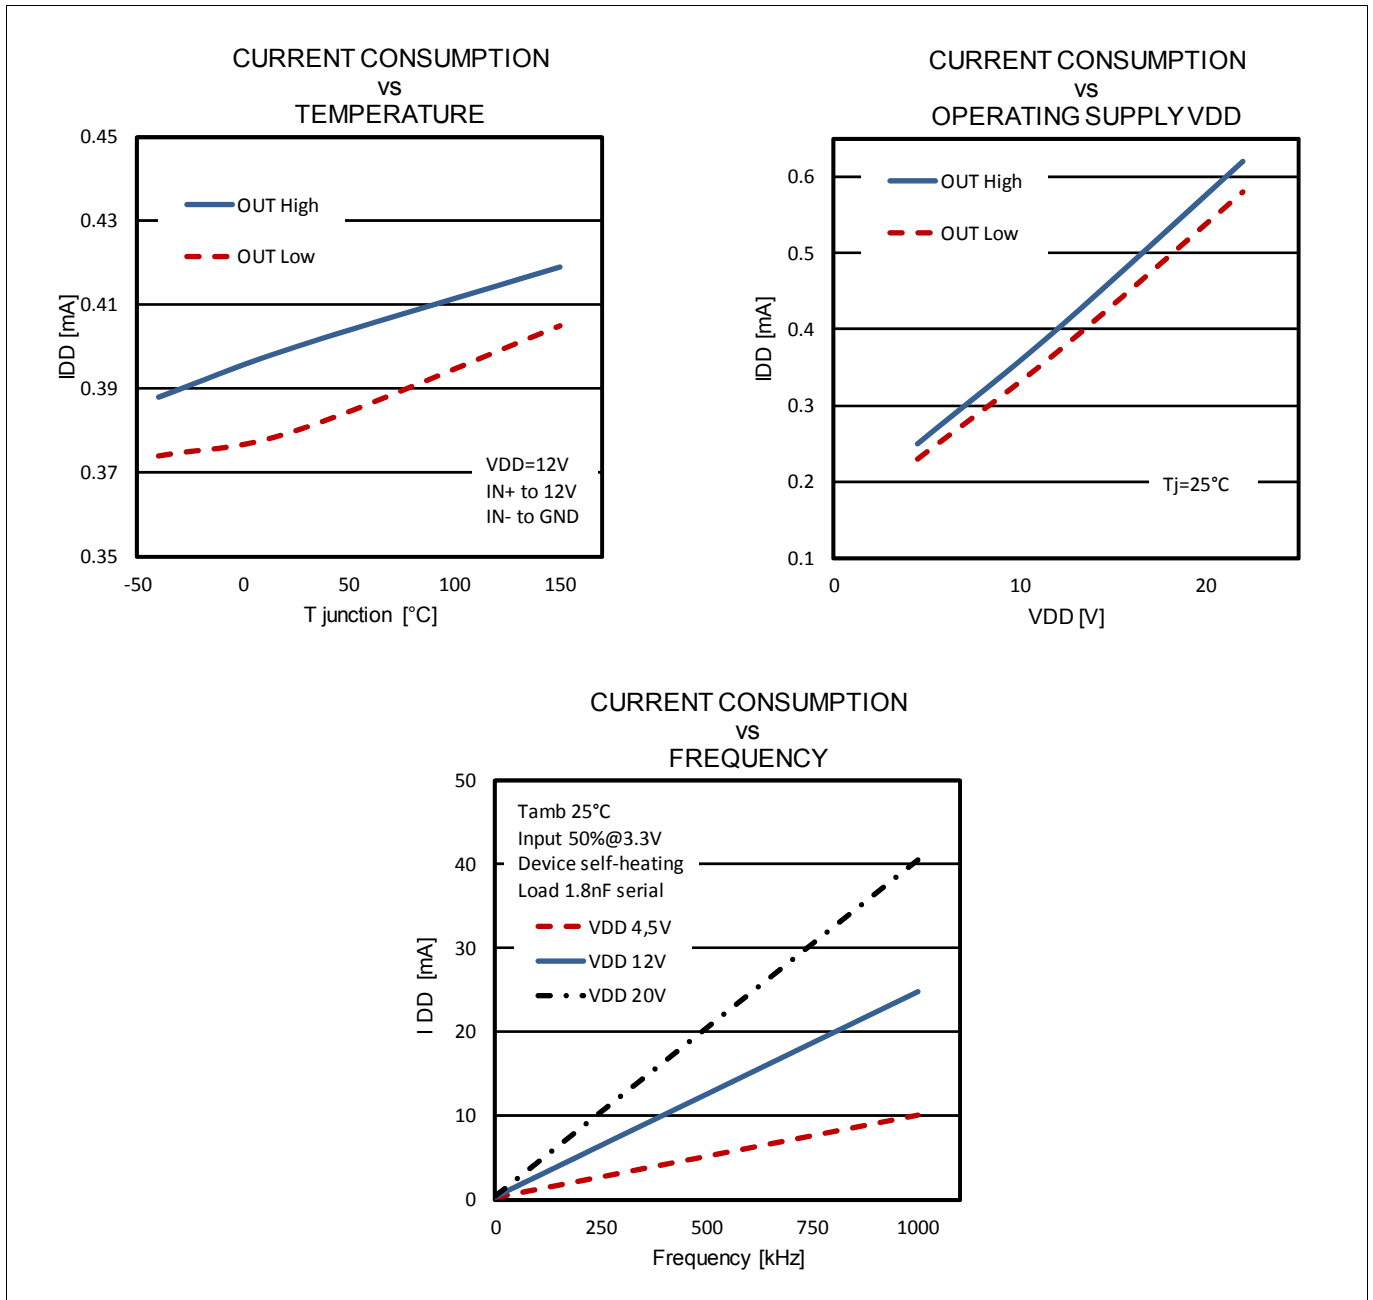 CURRENT CONSUMPTION
vs
TEMPERATURE
0.45
0.43
0.41
0.39
0.37
0.35
IDD [mA]
OUT High
OUT Low
VDD=12V
IN+ to 12V
IN- to GND
-50 0 50 100 150
T junction [°C]
CURRENT CONSUMPTION
vs
OPERATING SUPPLY VDD
0.6
0.5
0.4
0.3
0.2
0.1
IDD [mA]
OUT High
OUT Low
Tj=25°C
0 10 20
VDD [V]
CURRENT CONSUMPTION
vs
FREQUENCY
50
40
30
20
10
0
I DD [mA]
Tamb 25°C
Input 50%@3.3V
Device self-heating
Load 1.8nF serial
VDD 4,5V
VDD 12V
VDD 20V
0 250 500 750 1000
Frequency [kHz]